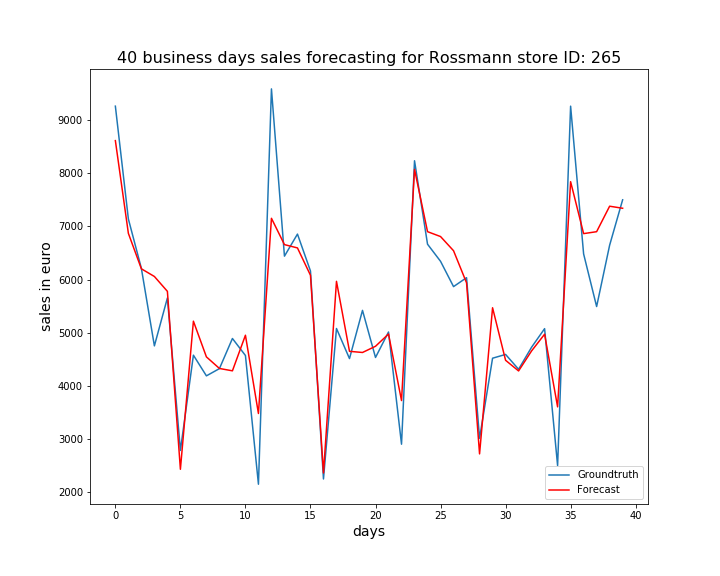 40 business days sales forecasting for Rossmann store ID: 265
sales in euro
9000
8000
7000
6000
5000
4000
3000
2000
0 5 10 15 20 25 30 35 40
days
Groundtruth
Forecast